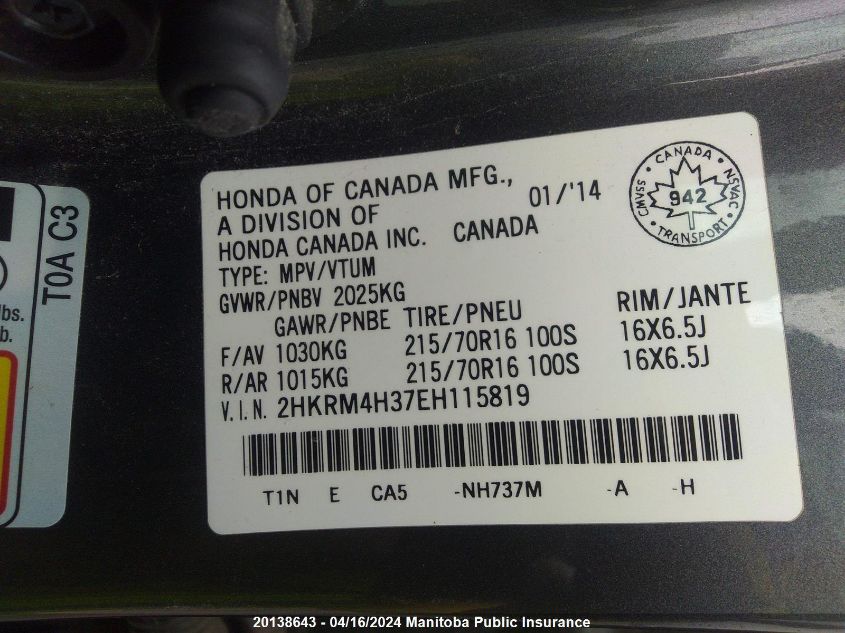 HONDA OF CANADA MFG., 01/'14
A DIVISION OF
HONDA CANADA INC. CANADA
TYPE: MPV/VTUM
GVWR/PNBV 2025KG
GAWR/PNBE TIRE/PNEU RIM/JANTE
F/AV 1030KG 215/70R16 100S 16X6.5J
R/AR 1015KG 215/70R16 100S 16X6.5J
V.I.N. 2HKRM4H37EH115819
T1N E CA5 -NH737M -A -H
CANADA
CMVSS 942 NSVAC
TRANSPORT
T0A C3
lbs.
b.
20138643 - 04/16/2024 Manitoba Public Insurance